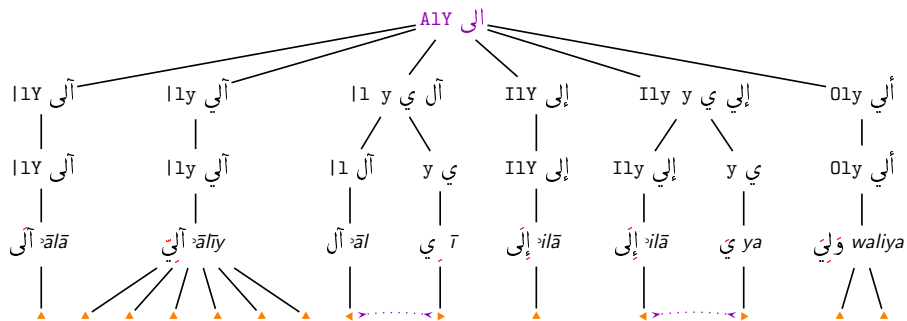 AlY الى
|lY آلى |ly آلي |l y آل ي IlY إلى Ily y إلي ي Oly ألي
|lY آلى |ly آلي |l آل y ي IlY إلى Ily إلي y ي Oly ألي
آلَى ʾālā آلِيّ ʾālīy آل ʾāl ِي ī إِلَى ʾilā إِلَى ʾilā يَ ya وَلِيَ waliya